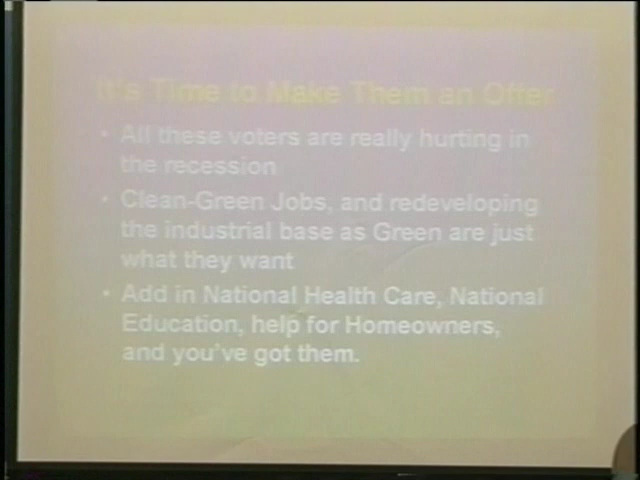 It's Time to Make Them an Offer
• All these voters are really hurting in
the recession
• Clean-Green Jobs, and redeveloping
the industrial base as Green are just
what they want
• Add in National Health Care, National
Education, help for Homeowners,
and you've got them.